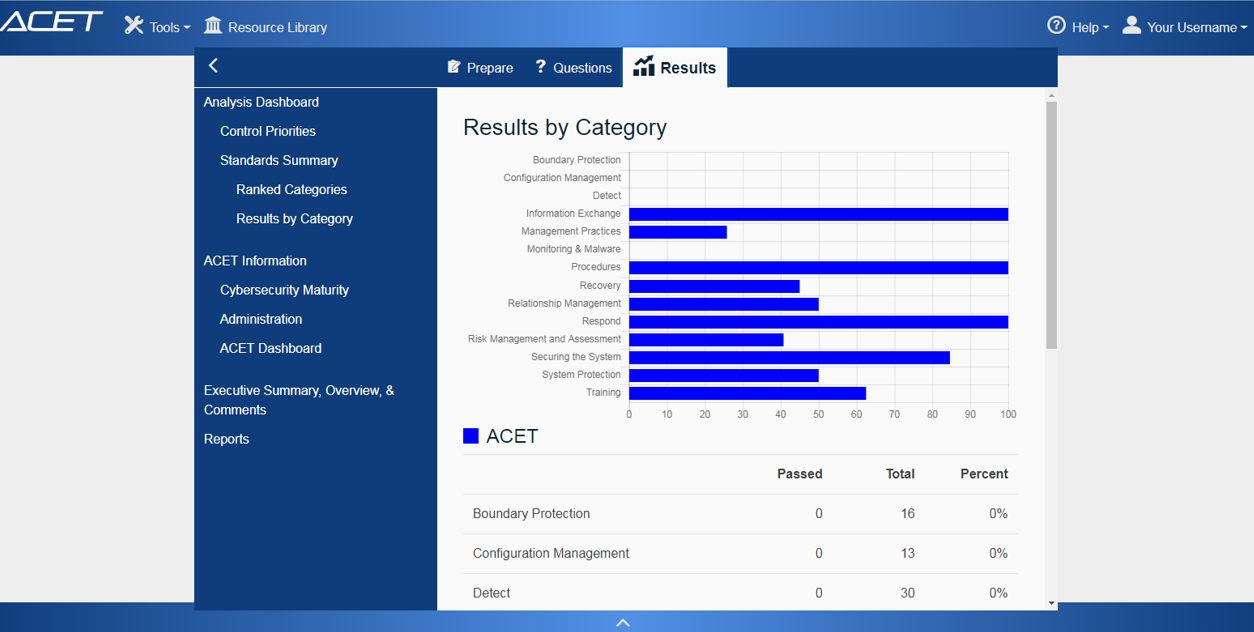 ACET Tools Resource Library Help Your Username
Prepare ? Questions Results
Analysis Dashboard
Control Priorities
Standards Summary
Ranked Categories
Results by Category
ACET Information
Cybersecurity Maturity
Administration
ACET Dashboard
Executive Summary, Overview, &
Comments
Reports
Results by Category
Boundary Protection
Configuration Management
Detect
Information Exchange
Management Practices
Monitoring & Malware
Procedures
Recovery
Relationship Management
Respond
Risk Management and Assessment
Securing the System
System Protection
Training
0 10 20 30 40 50 60 70 80 90 100
ACET
Passed Total Percent
Boundary Protection 0 16 0%
Configuration Management 0 13 0%
Detect 0 30 0%